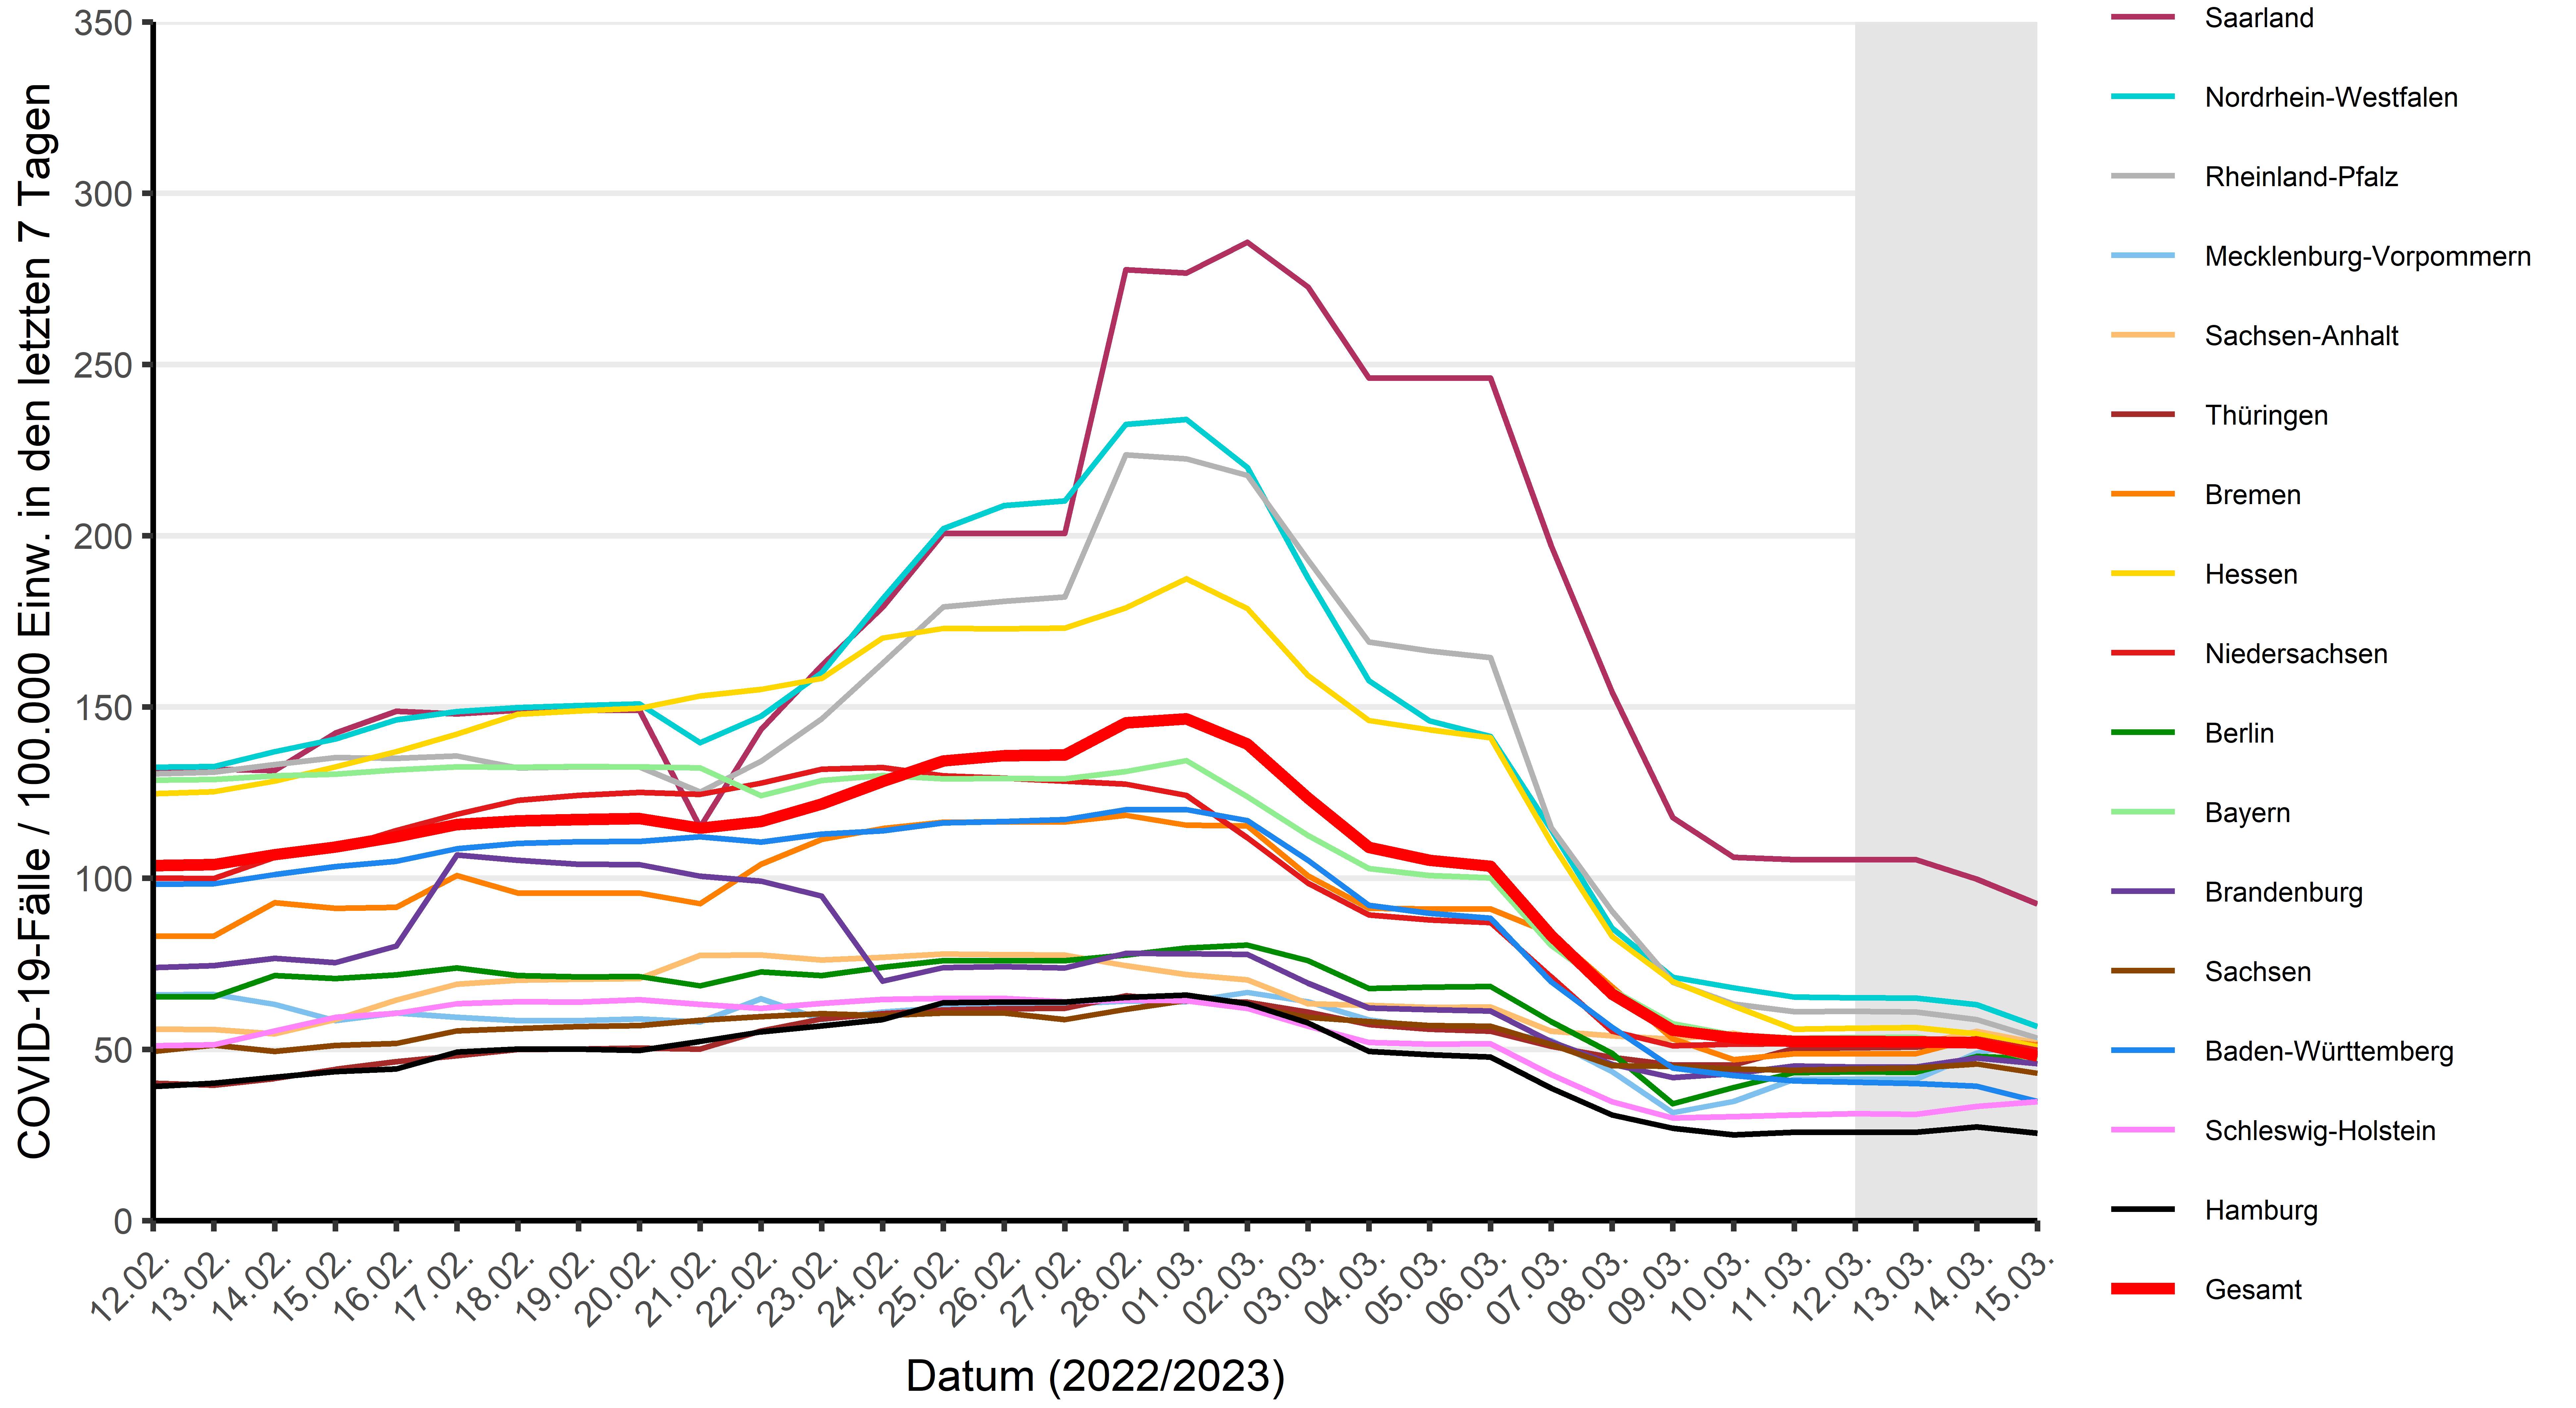 COVID-19-Fälle / 100.000 Einw. in den letzten 7 Tagen
350
300
250
200
150
100
50
0
12.02.
13.02.
14.02.
15.02.
16.02.
17.02.
18.02.
19.02.
20.02.
21.02.
22.02.
23.02.
24.02.
25.02.
26.02.
27.02.
28.02.
01.03.
02.03.
03.03.
04.03.
05.03.
06.03.
07.03.
08.03.
09.03.
10.03.
11.03.
12.03.
13.03.
14.03.
15.03.
Datum (2022/2023)
Saarland
Nordrhein-Westfalen
Rheinland-Pfalz
Mecklenburg-Vorpommern
Sachsen-Anhalt
Thüringen
Bremen
Hessen
Niedersachsen
Berlin
Bayern
Brandenburg
Sachsen
Baden-Württemberg
Schleswig-Holstein
Hamburg
Gesamt